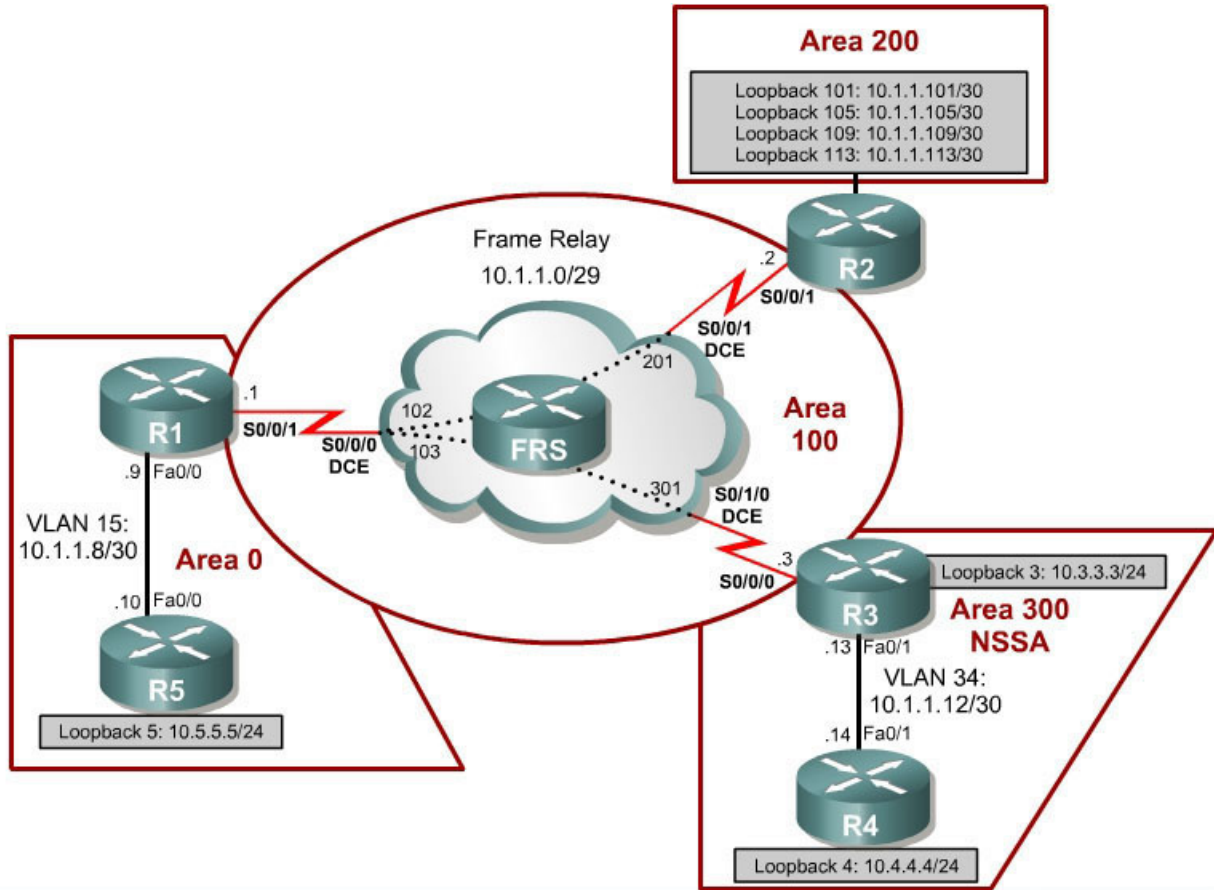 Area 200
Loopback 101: 10.1.1.101/30
Loopback 105: 10.1.1.105/30
Loopback 109: 10.1.1.109/30
Loopback 113: 10.1.1.113/30
Frame Relay
10.1.1.0/29
.2
R2
S0/0/1
S0/0/1
DCE
201
.1
R1
S0/0/1
S0/0/0
DCE
102
103
FRS
Area
100
301
S0/1/0
DCE
.9
Fa0/0
VLAN 15:
10.1.1.8/30
Area 0
.10
Fa0/0
R5
Loopback 5: 10.5.5.5/24
.3
S0/0/0
R3
Loopback 3: 10.3.3.3/24
Area 300
NSSA
.13
Fa0/1
VLAN 34:
10.1.1.12/30
.14
Fa0/1
R4
Loopback 4: 10.4.4.4/24